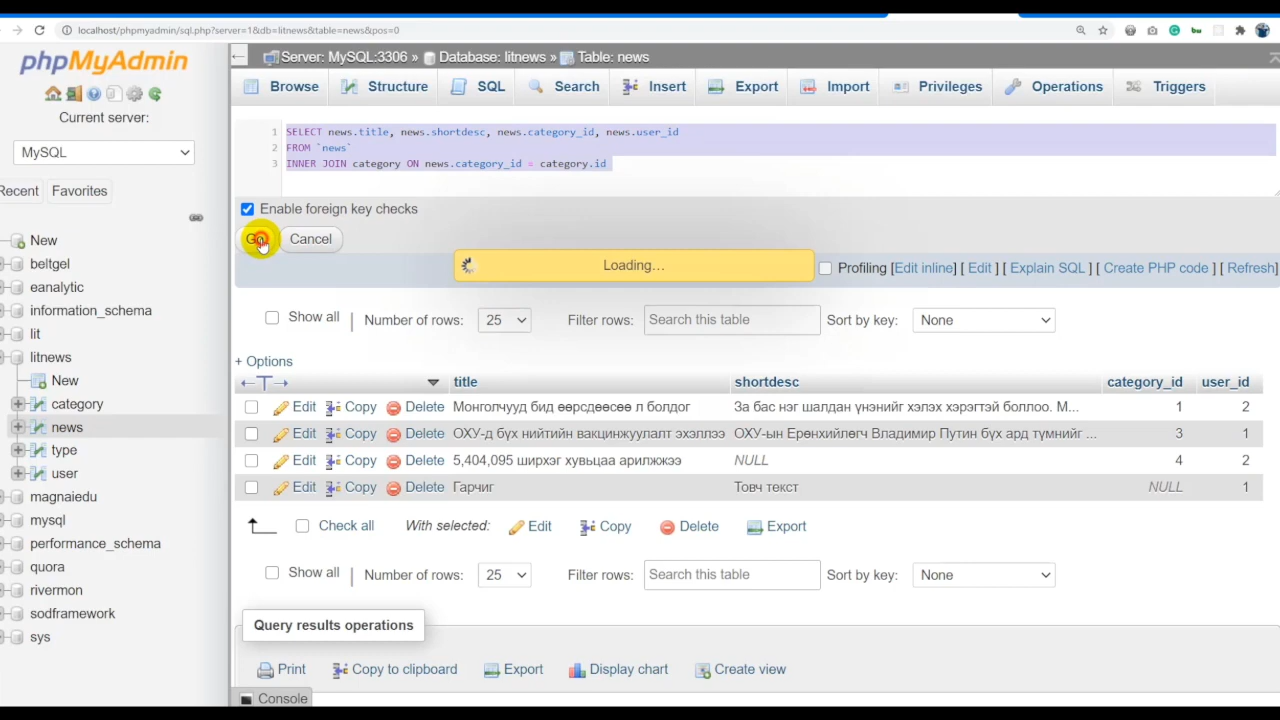 localhost/phpmyadmin/sql.php?server=1&db=litnews&table=news&pos=0
phpMyAdmin
Current server:
MySQL
Recent Favorites
New
beltgel
eanalytic
information_schema
lit
litnews
New
category
news
type
user
magnaiedu
mysql
performance_schema
quora
rivermon
sodframework
sys
Server: MySQL:3306 » Database: litnews » Table: news
Browse Structure SQL Search Insert Export Import Privileges Operations Triggers
1 SELECT news.title, news.shortdesc, news.category_id, news.user_id
2 FROM `news`
3 INNER JOIN category ON news.category_id = category.id
Enable foreign key checks
Go Cancel
Loading…
Profiling [Edit inline] [ Edit ] [ Explain SQL ] [ Create PHP code ] [ Refresh]
Show all | Number of rows: 25 Filter rows: Search this table Sort by key: None
+ Options
←T→ title shortdesc category_id user_id
Edit Copy Delete Монголчууд бид өөрсдөөсөө л болдог За бас нэг шалдан үнэнийг хэлэх хэрэгтэй боллоо. М... 1 2
Edit Copy Delete ОХУ-д бүх нийтийн вакцинжуулалт эхэллээ ОХУ-ын Ерөнхийлөгч Владимир Путин бүх ард түмнийг ... 3 1
Edit Copy Delete 5,404,095 ширхэг хувьцаа арилжжээ NULL 4 2
Edit Copy Delete Гарчиг Товч текст NULL 1
Check all With selected: Edit Copy Delete Export
Show all | Number of rows: 25 Filter rows: Search this table Sort by key: None
Query results operations
Print Copy to clipboard Export Display chart Create view
Console